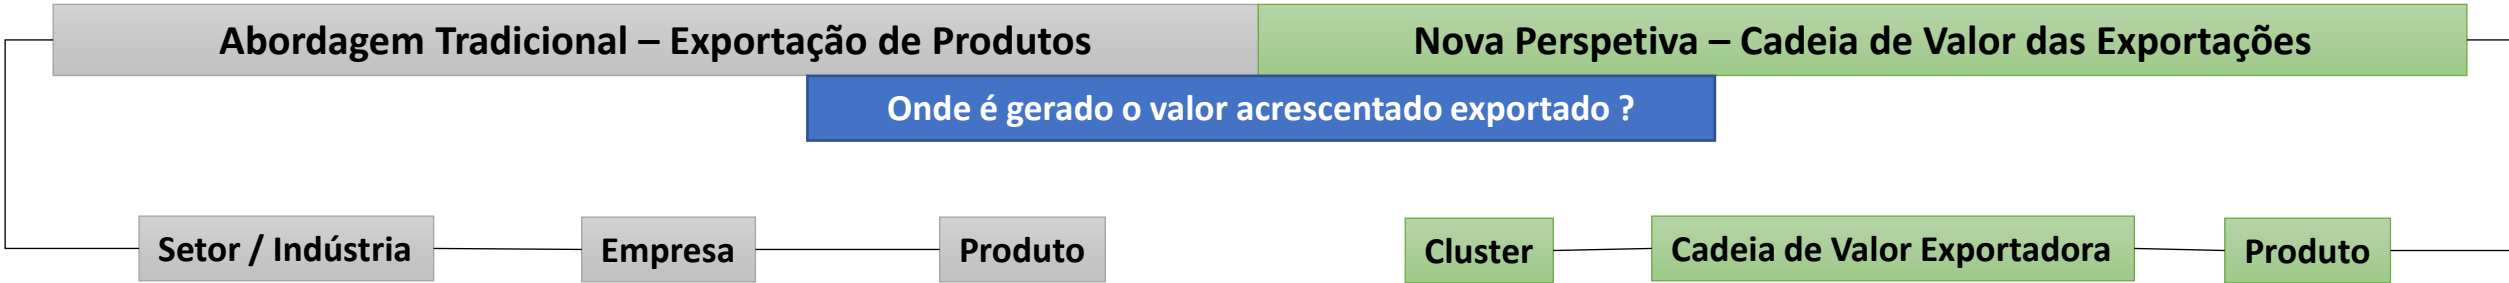 Abordagem Tradicional – Exportação de Produtos
Nova Perspetiva – Cadeia de Valor das Exportações
Onde é gerado o valor acrescentado exportado ?
Setor / Indústria
Empresa
Produto
Cluster
Cadeia de Valor Exportadora
Produto